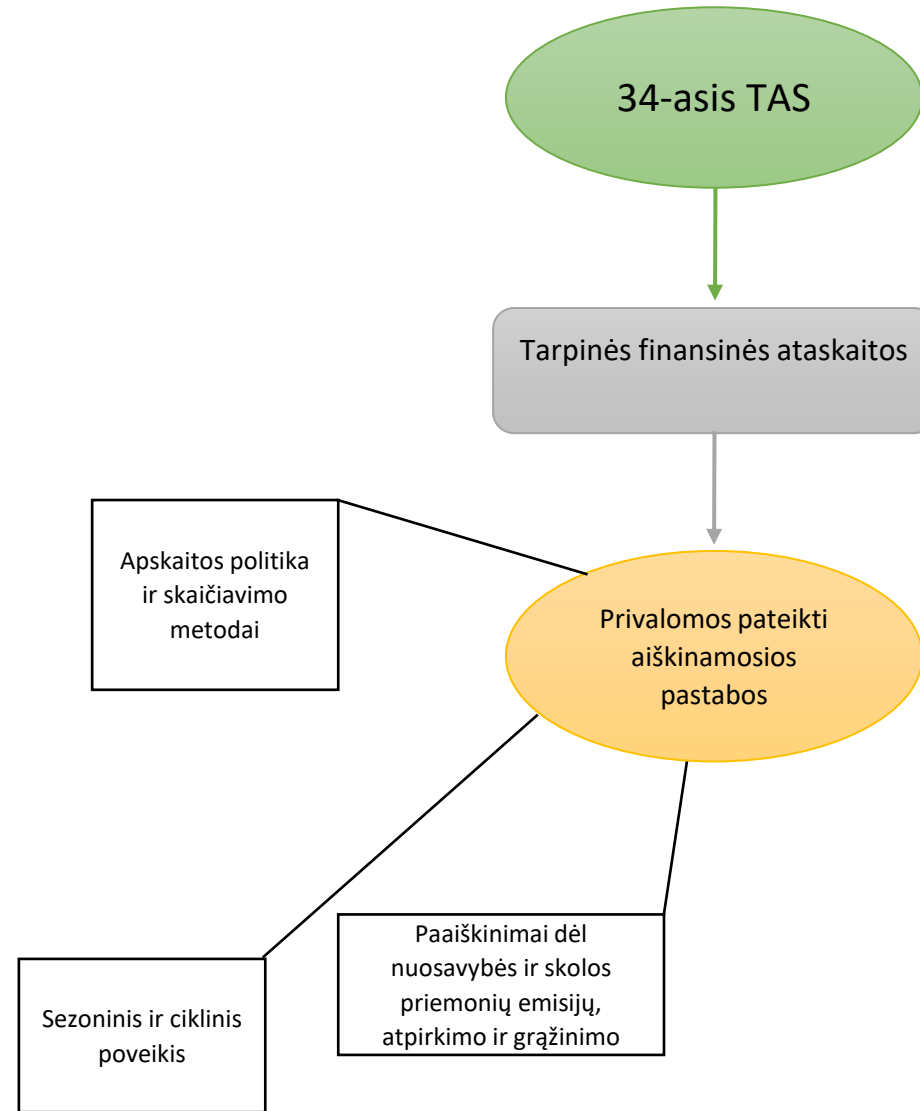 34-asis TAS
Tarpinės finansinės ataskaitos
Apskaitos politika
ir skaičiavimo
metodai
Privalomos pateikti
aiškinamosios
pastabos
Sezoninis ir ciklinis
poveikis
Paaiškinimai dėl
nuosavybės ir skolos
priemonių emisijų,
atpirkimo ir grąžinimo